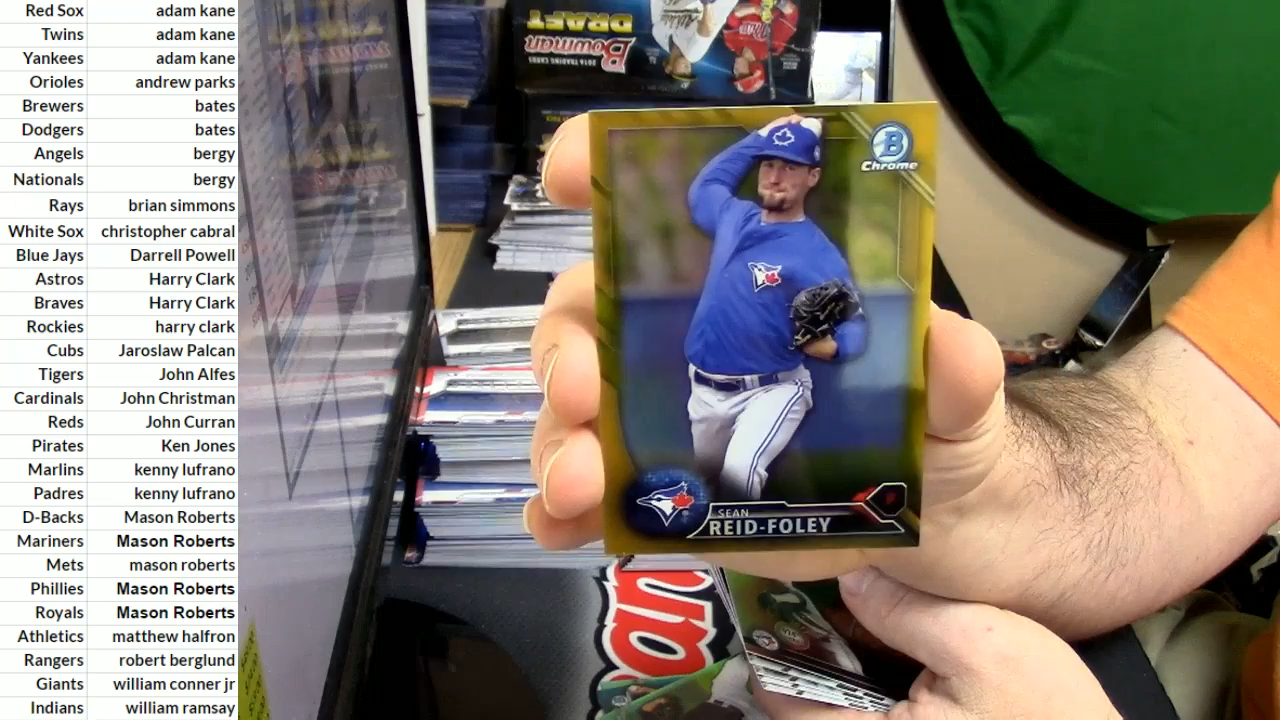 Red Sox adam kane
Twins adam kane
Yankees adam kane
Orioles andrew parks
Brewers bates
Dodgers bates
Angels bergy
Nationals bergy
Rays brian simmons
White Sox christopher cabral
Blue Jays Darrell Powell
Astros Harry Clark
Braves Harry Clark
Rockies harry clark
Cubs Jaroslaw Palcan
Tigers John Alfes
Cardinals John Christman
Reds John Curran
Pirates Ken Jones
Marlins kenny lufrano
Padres kenny lufrano
D-Backs Mason Roberts
Mariners Mason Roberts
Mets mason roberts
Phillies Mason Roberts
Royals Mason Roberts
Athletics matthew halfron
Rangers robert berglund
Giants william conner jr
Indians william ramsay
DRAFT
Bowman
2016 TRADING CARDS
B
Chrome
SEAN
REID-FOLEY